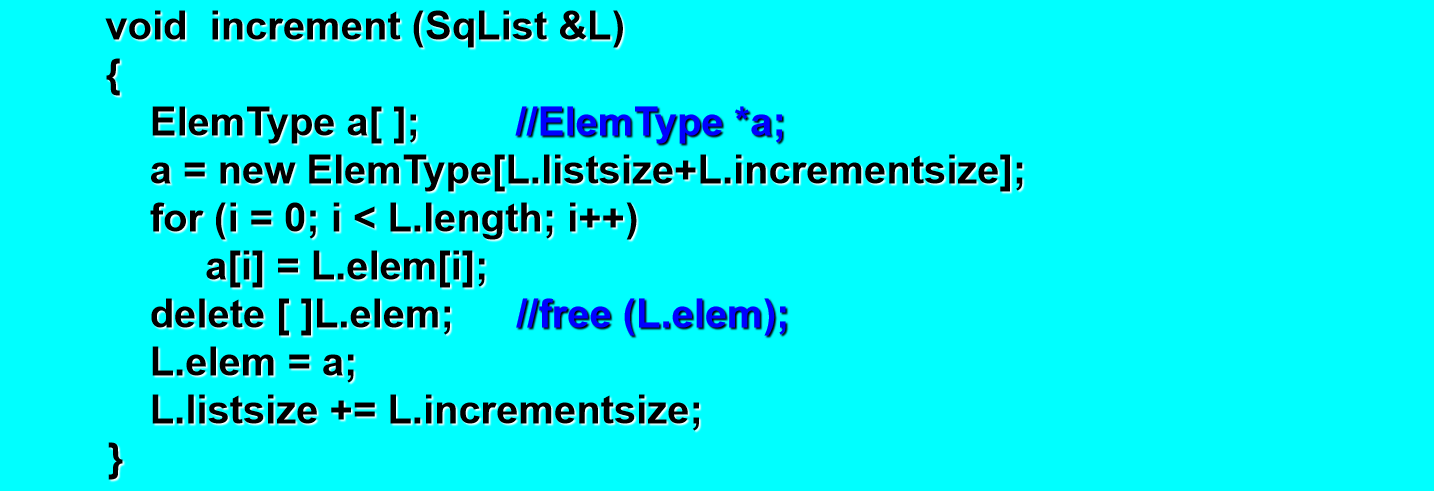 void  increment (SqList &L)
{
ElemType a[ ];        //ElemType *a;
a = new ElemType[L.listsize+L.incrementsize];
for (i = 0; i < L.length; i++)
a[i] = L.elem[i];
delete [ ]L.elem;     //free (L.elem);
L.elem = a;
L.listsize += L.incrementsize;
}